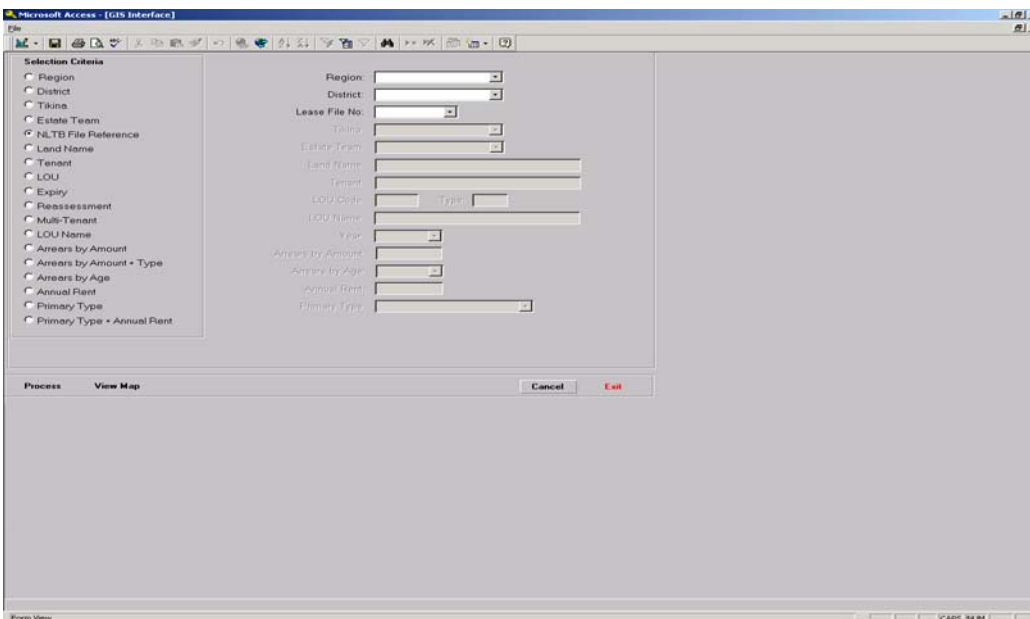 Microsoft Access - [GIS Interface]
File
Selection Criteria
Region
District
Tikina
Estate Team
NLTB File Reference
Land Name
Tenant
LOU
Expiry
Reassessment
Multi-Tenant
LOU Name
Arrears by Amount
Arrears by Amount + Type
Arrears by Age
Annual Rent
Primary Type
Primary Type + Annual Rent
Region:
District:
Lease File No:
Tikina:
Estate Team:
Land Name:
Tenant:
LOU Code: Type:
LOU Name:
Year:
Arrears by Amount:
Arrears by Age:
Annual Rent:
Primary Type:
Process View Map Cancel Exit
Form View CAPS NUM